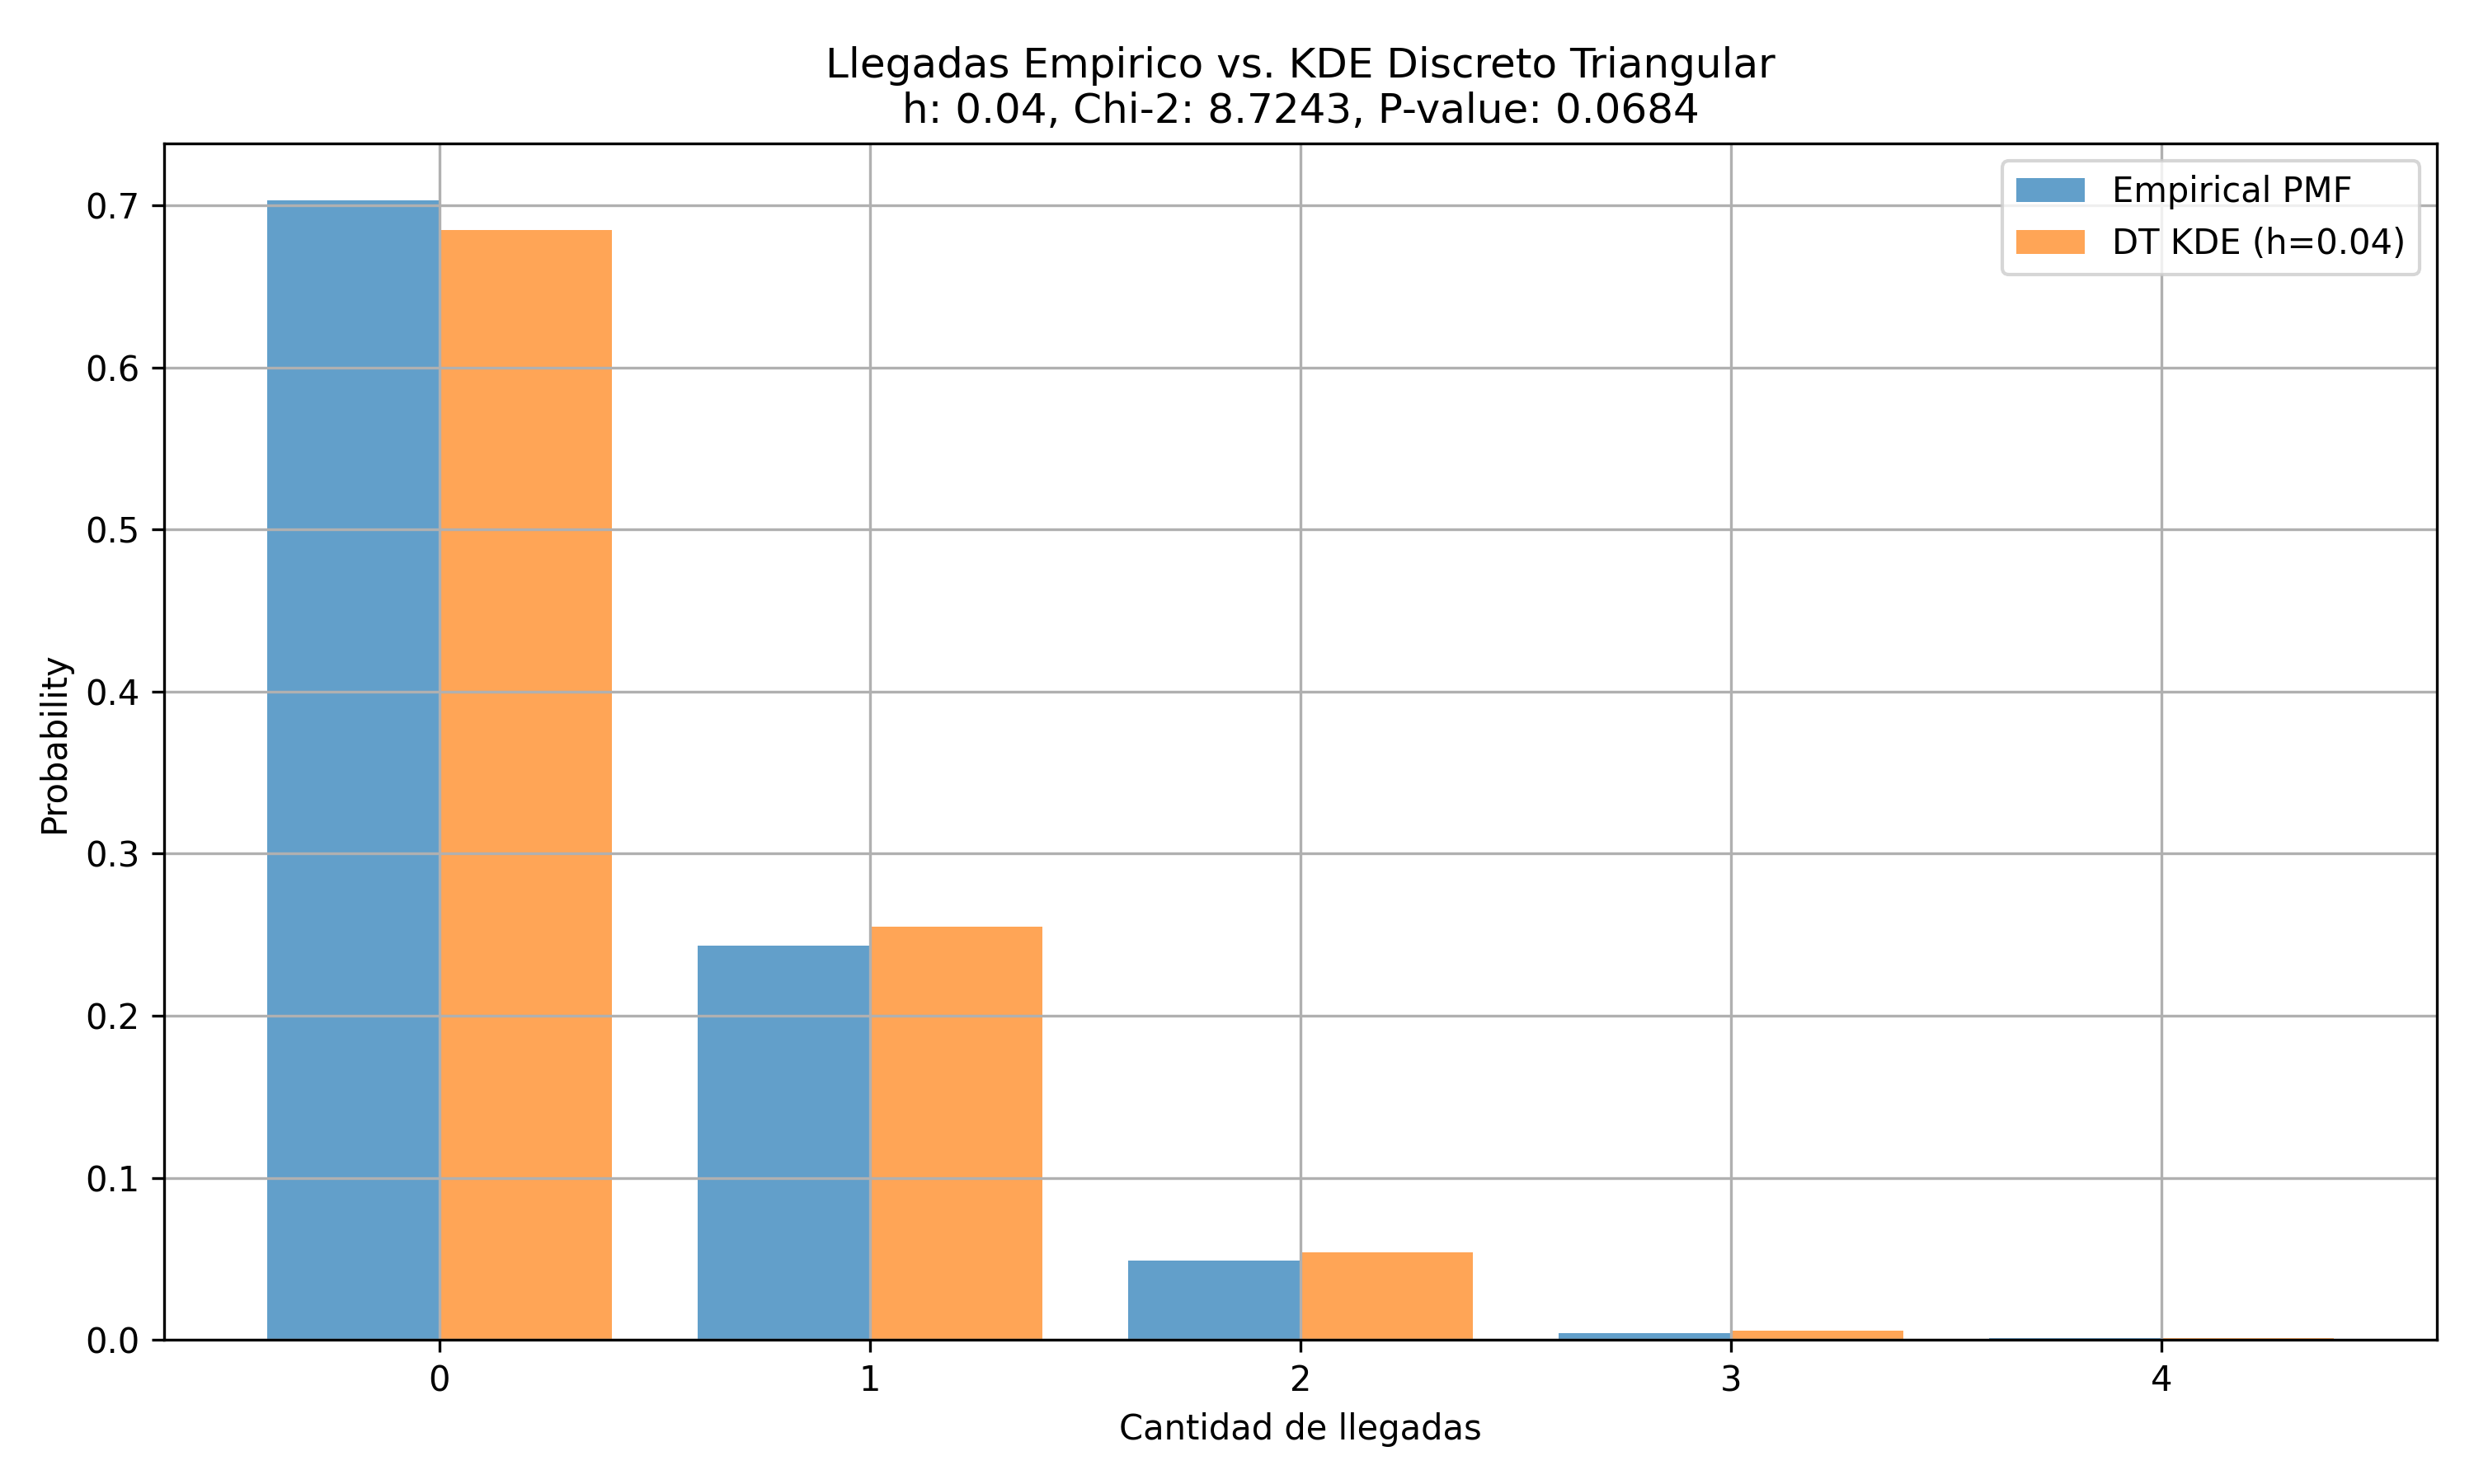 Llegadas Empirico vs. KDE Discreto Triangular
h: 0.04, Chi-2: 8.7243, P-value: 0.0684
Empirical PMF
DT KDE (h=0.04)
Probability
0.7
0.6
0.5
0.4
0.3
0.2
0.1
0.0
0 1 2 3 4
Cantidad de llegadas